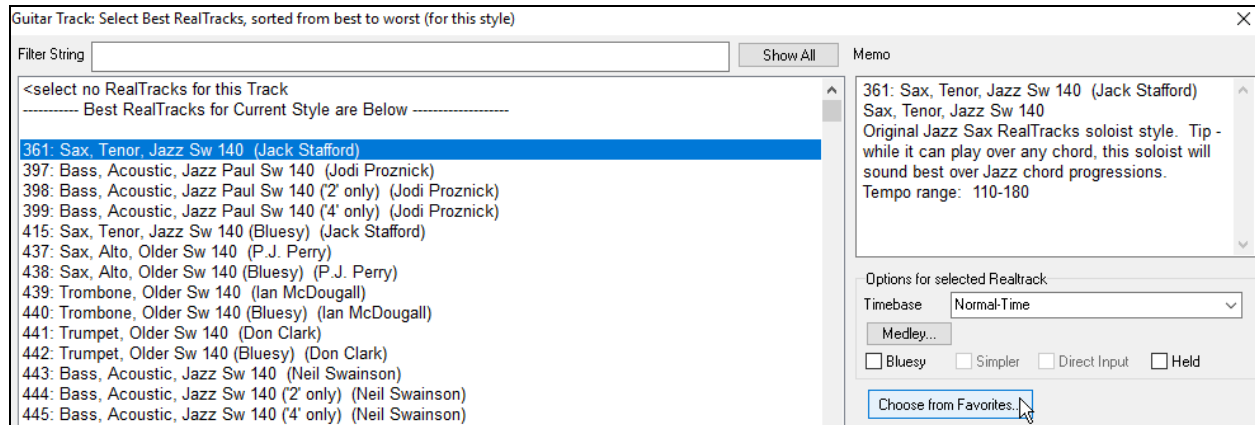 Guitar Track: Select Best RealTracks, sorted from best to worst (for this style)
Filter String
Show All
<select no RealTracks for this Track
----------- Best RealTracks for Current Style are Below -------------------
361: Sax, Tenor, Jazz Sw 140  (Jack Stafford)
397: Bass, Acoustic, Jazz Paul Sw 140  (Jodi Proznick)
398: Bass, Acoustic, Jazz Paul Sw 140 ('2' only)  (Jodi Proznick)
399: Bass, Acoustic, Jazz Paul Sw 140 ('4' only)  (Jodi Proznick)
415: Sax, Tenor, Jazz Sw 140 (Bluesy)  (Jack Stafford)
437: Sax, Alto, Older Sw 140  (P.J. Perry)
438: Sax, Alto, Older Sw 140 (Bluesy)  (P.J. Perry)
439: Trombone, Older Sw 140  (Ian McDougall)
440: Trombone, Older Sw 140 (Bluesy)  (Ian McDougall)
441: Trumpet, Older Sw 140  (Don Clark)
442: Trumpet, Older Sw 140 (Bluesy)  (Don Clark)
443: Bass, Acoustic, Jazz Sw 140  (Neil Swainson)
444: Bass, Acoustic, Jazz Sw 140 ('2' only)  (Neil Swainson)
445: Bass, Acoustic, Jazz Sw 140 ('4' only)  (Neil Swainson)
Memo
361: Sax, Tenor, Jazz Sw 140  (Jack Stafford)
Sax, Tenor, Jazz Sw 140
Original Jazz Sax RealTracks soloist style.  Tip -
while it can play over any chord, this soloist will
sound best over Jazz chord progressions.
Tempo range:  110-180
Options for selected Realtrack
Timebase Normal-Time
Medley...
Bluesy Simpler Direct Input Held
Choose from Favorites...